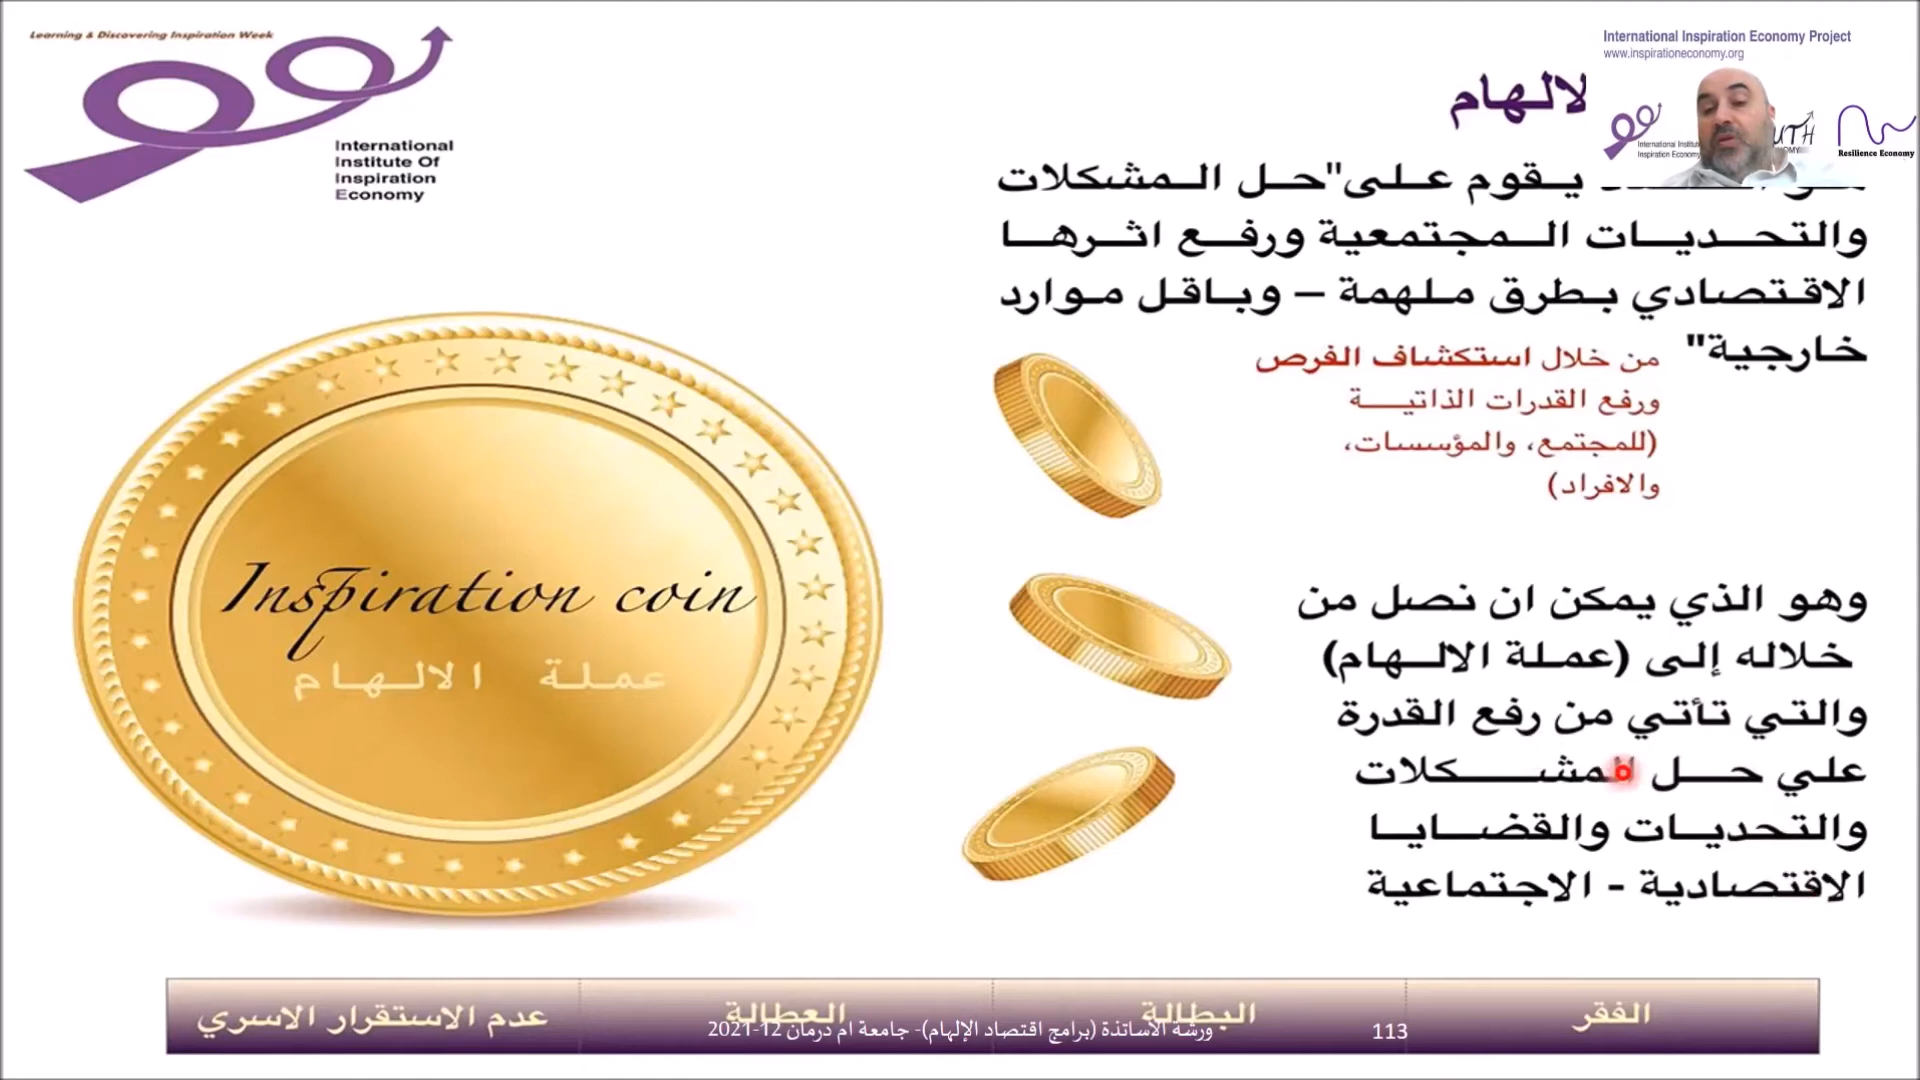 Learning & Discovering Inspiration Week
International
Institute Of
Inspiration
Economy
International Inspiration Economy Project
www.inspirationeconomy.org
Resilience Economy
لالهام
يقوم على"حل المشكلات
والتحديات المجتمعية ورفع اثرها
الاقتصادي بطرق ملهمة – وباقل موارد
خارجية"
من خلال استكشاف الفرص
ورفع القدرات الذاتية
(للمجتمع، والمؤسسات،
والافراد)
Inspiration coin
عملة الالهام
وهو الذي يمكن ان نصل من
خلاله إلى (عملة الالهام)
والتي تأتي من رفع القدرة
علي حل المشكلات
والتحديات والقضايا
الاقتصادية - الاجتماعية
الفقر
البطالة
العطالة
عدم الاستقرار الاسري
ورشة الاساتذة (برامج اقتصاد الإلهام)- جامعة ام درمان 12-2021
113